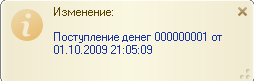 Изменение:
Поступление денег 000000001 от
01.10.2009 21:05:09